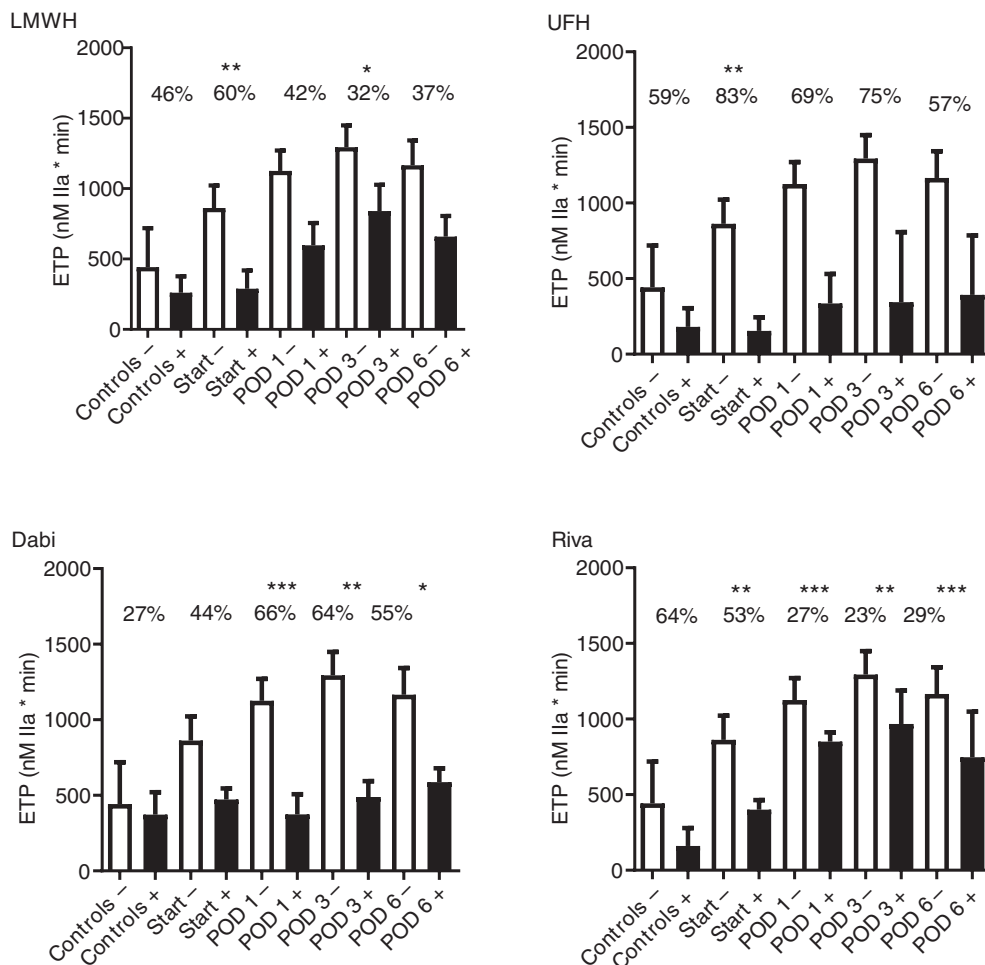 LMWH
2000
1500
1000
500
0
ETP (nM IIa * min)
** *
46% 60% 42% 32% 37%
Controls –
Controls +
Start –
Start +
POD 1 –
POD 1 +
POD 3 –
POD 3 +
POD 6 –
POD 6 +
UFH
2000
1500
1000
500
0
ETP (nM IIa * min)
**
59% 83% 69% 75% 57%
Controls –
Controls +
Start –
Start +
POD 1 –
POD 1 +
POD 3 –
POD 3 +
POD 6 –
POD 6 +
Dabi
2000
1500
1000
500
0
ETP (nM IIa * min)
*** ** *
27% 44% 66% 64% 55%
Controls –
Controls +
Start –
Start +
POD 1 –
POD 1 +
POD 3 –
POD 3 +
POD 6 –
POD 6 +
Riva
2000
1500
1000
500
0
ETP (nM IIa * min)
** *** ** ***
64% 53% 27% 23% 29%
Controls –
Controls +
Start –
Start +
POD 1 –
POD 1 +
POD 3 –
POD 3 +
POD 6 –
POD 6 +